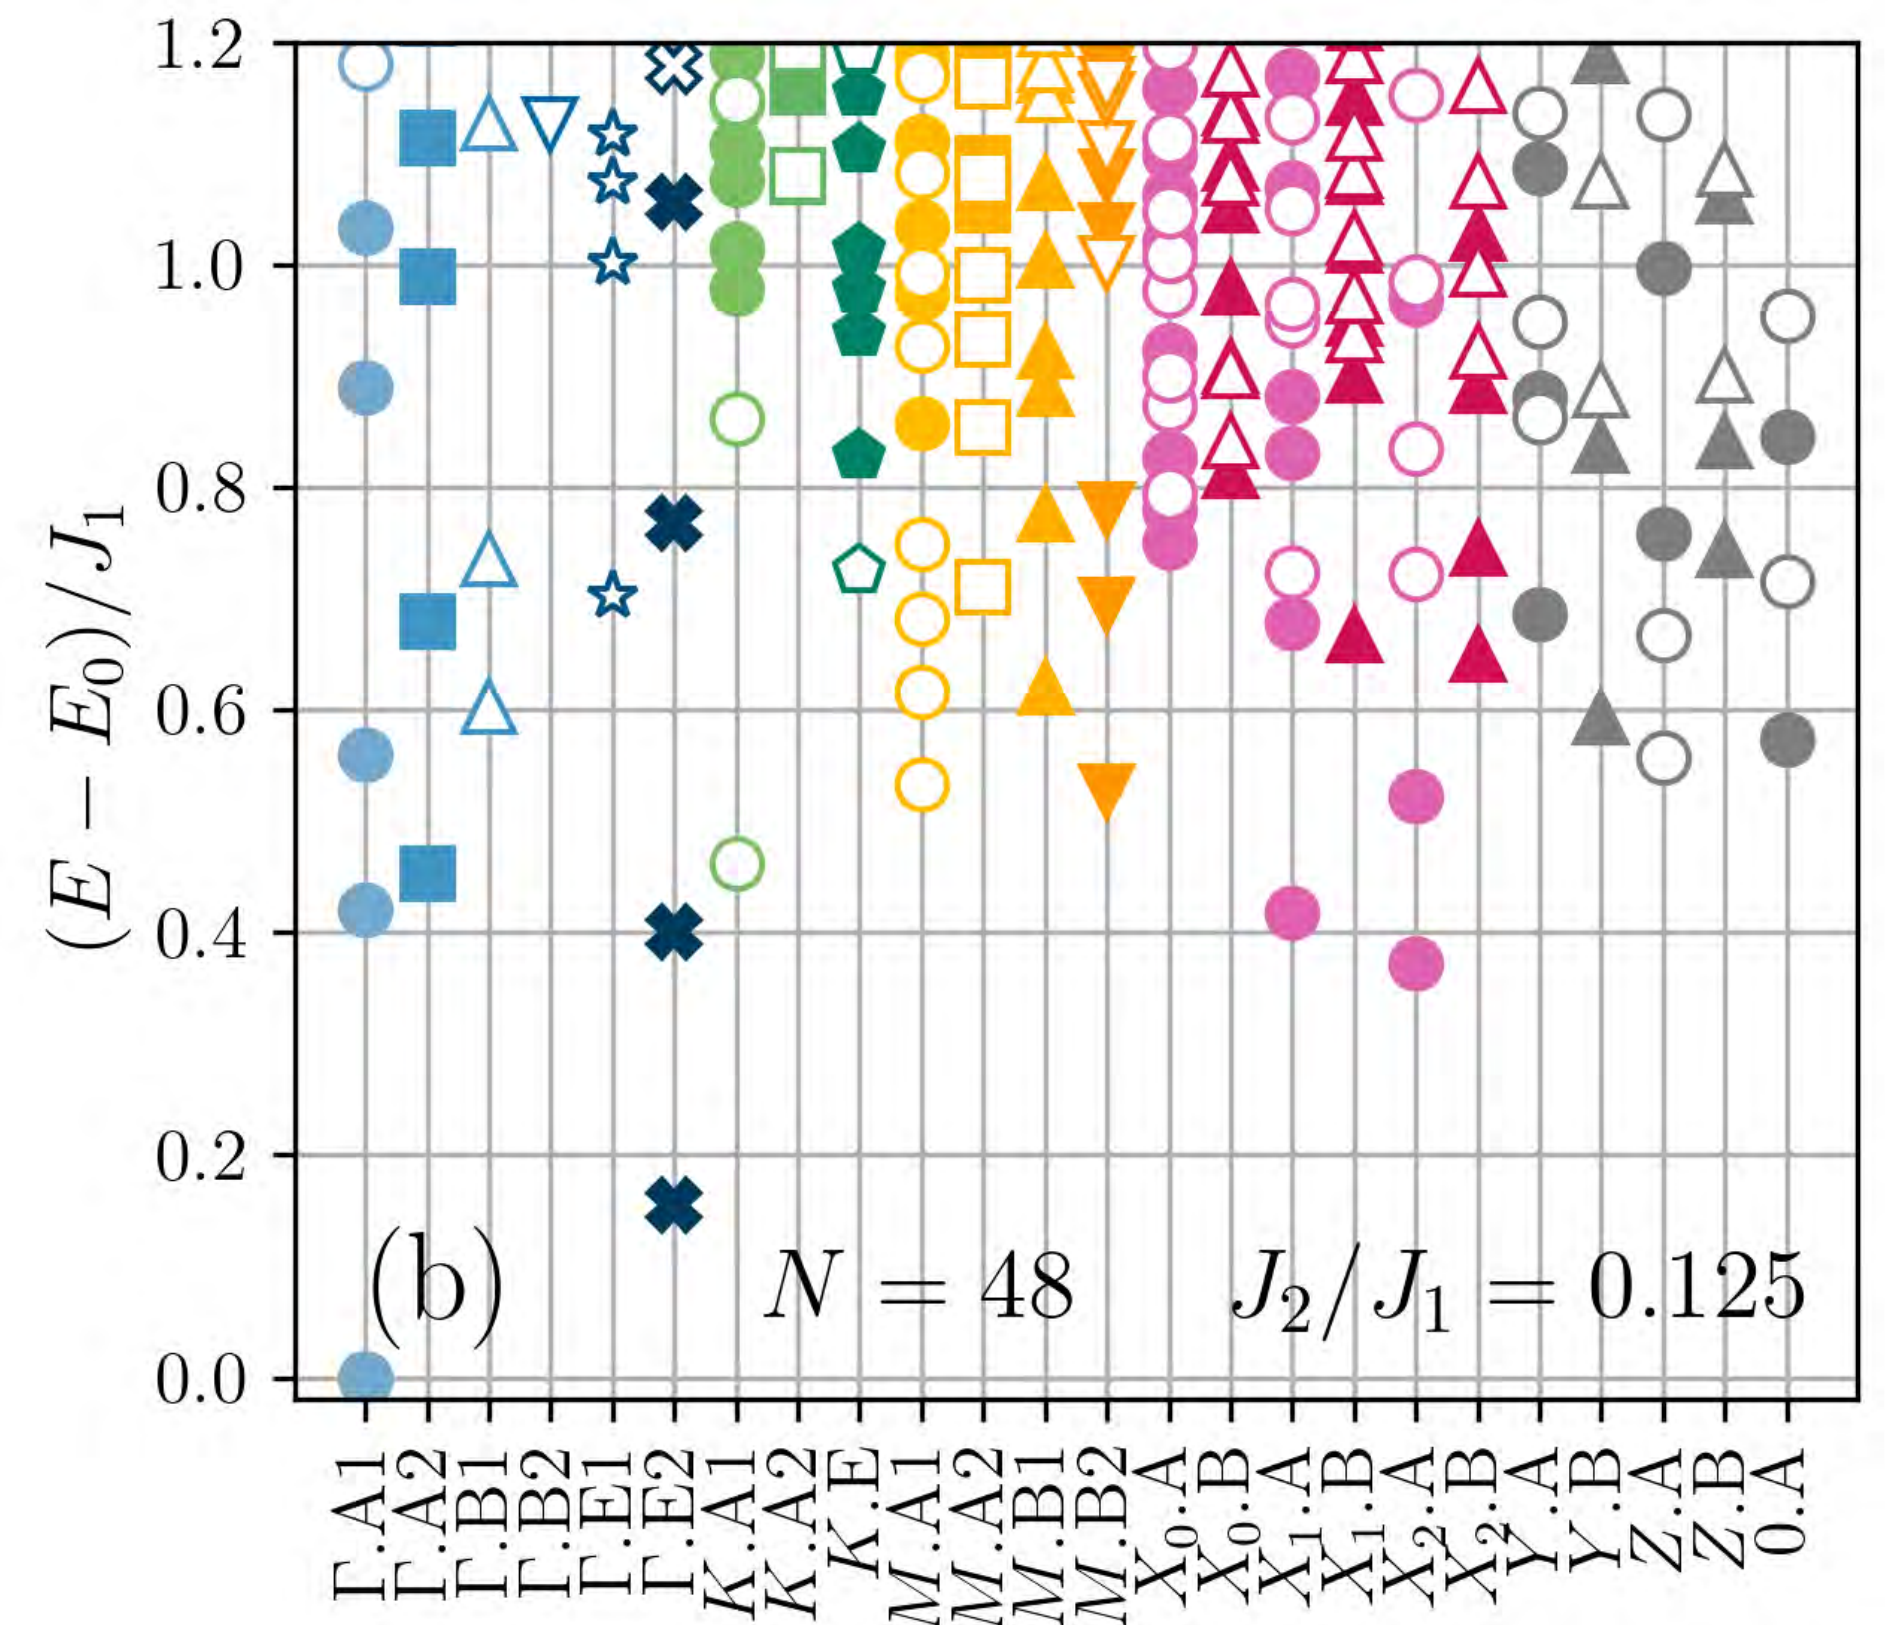 1.2
1.0
0.8
0.6
0.4
0.2
0.0
(E − E₀)/J₁
(b) N = 48 J₂/J₁ = 0.125
Γ.A1
Γ.A2
Γ.B1
Γ.B2
Γ.E1
Γ.E2
K.A1
K.A2
K.E
M.A1
M.A2
M.B1
M.B2
X₀.A
X₀.B
X₁.A
X₁.B
X₂.A
X₂.B
Y.A
Y.B
Z.A
Z.B
0.A